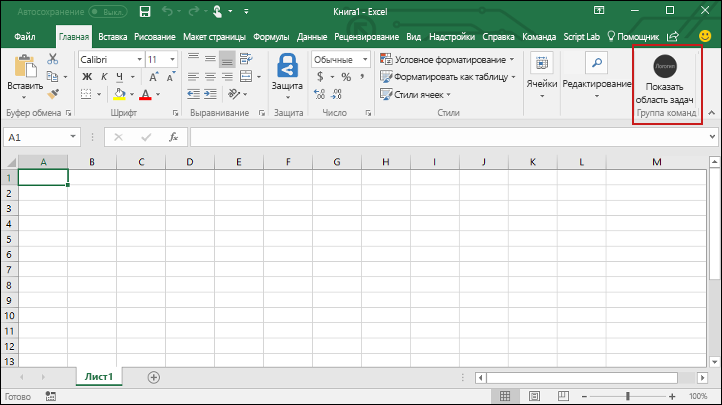 Автосохранение Выкл.
Книга1 - Excel
Файл Главная Вставка Рисование Макет страницы Формулы Данные Рецензирование Вид Надстройки Справка Команда Script Lab Помощник
Calibri 11
Обычные
Условное форматирование
Форматировать как таблицу
Стили ячеек
Вставить
Ж К Ч
Защита
Ячейки
Редактирование
Показать
область задач
Буфер обмена Шрифт Выравнивание Защита Число Стили Группа команд
A1
fx
A B C D E F G H I J K L M
1
2
3
4
5
6
7
8
9
10
11
12
13
Лист1
Готово
100%